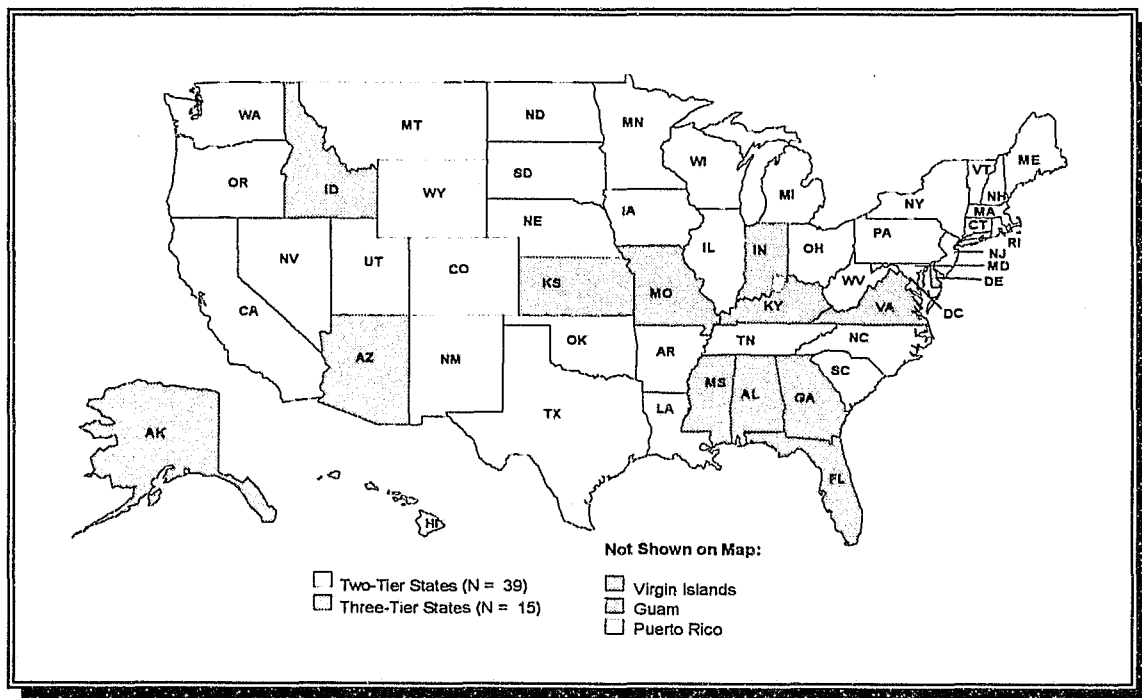 WA
MT
ND
MN
ME
VT
NH
WI
OR
ID
SD
WY
MI
NY
MA
CT
RI
NE
IA
PA
NV
UT
CO
IL
IN
OH
NJ
MD
DE
KS
MO
WV
KY
VA
DC
CA
AZ
NM
OK
AR
TN
NC
SC
MS
AL
GA
TX
LA
AK
FL
HI
Not Shown on Map:
Two-Tier States (N = 39)
Three-Tier States (N = 15)
Virgin Islands
Guam
Puerto Rico